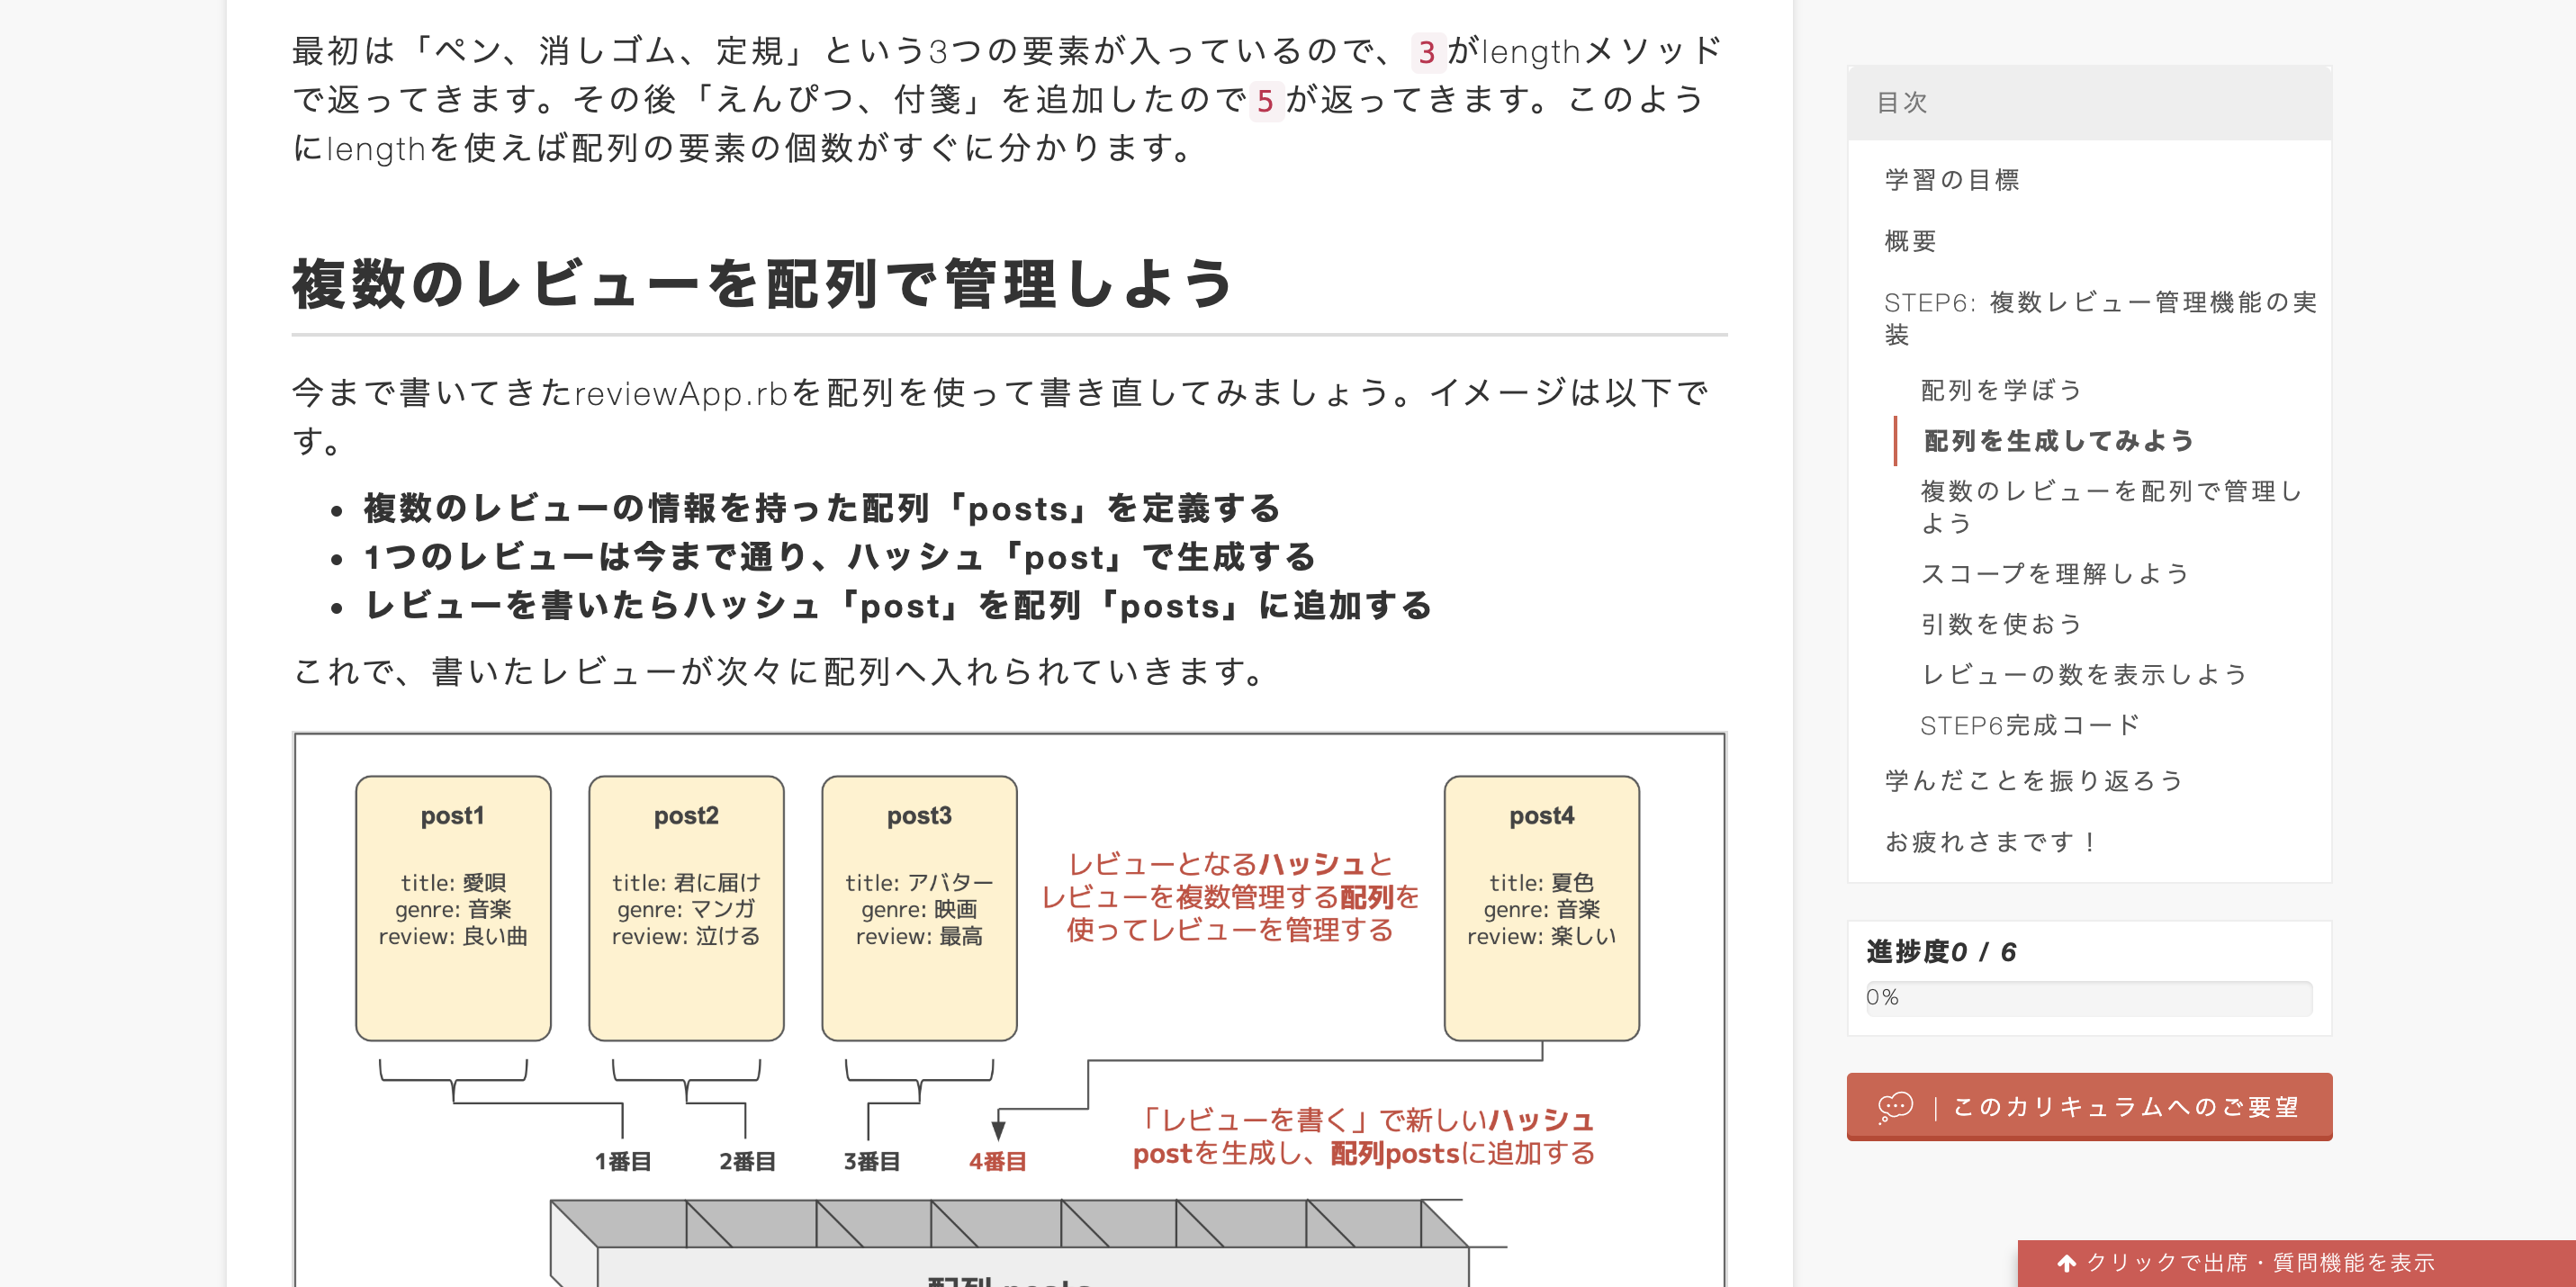 最初は「ペン、消しゴム、定規」という3つの要素が入っているので、3がlengthメソッド
で返ってきます。その後「えんぴつ、付箋」を追加したので5が返ってきます。このよう
にlengthを使えば配列の要素の個数がすぐに分かります。
複数のレビューを配列で管理しよう
今まで書いてきたreviewApp.rbを配列を使って書き直してみましょう。イメージは以下で
す。
• 複数のレビューの情報を持った配列「posts」を定義する
• 1つのレビューは今まで通り、ハッシュ「post」で生成する
• レビューを書いたらハッシュ「post」を配列「posts」に追加する
これで、書いたレビューが次々に配列へ入れられていきます。
post1
title: 愛唄
genre: 音楽
review: 良い曲
post2
title: 君に届け
genre: マンガ
review: 泣ける
post3
title: アバター
genre: 映画
review: 最高
レビューとなるハッシュと
レビューを複数管理する配列を
使ってレビューを管理する
post4
title: 夏色
genre: 音楽
review: 楽しい
1番目
2番目
3番目
4番目
「レビューを書く」で新しいハッシュ
postを生成し、配列postsに追加する
配列 posts
目次
学習の目標
概要
STEP6: 複数レビュー管理機能の実
装
配列を学ぼう
配列を生成してみよう
複数のレビューを配列で管理し
よう
スコープを理解しよう
引数を使おう
レビューの数を表示しよう
STEP6完成コード
学んだことを振り返ろう
お疲れさまです！
進捗度0 / 6
0%
| このカリキュラムへのご要望
クリックで出席・質問機能を表示